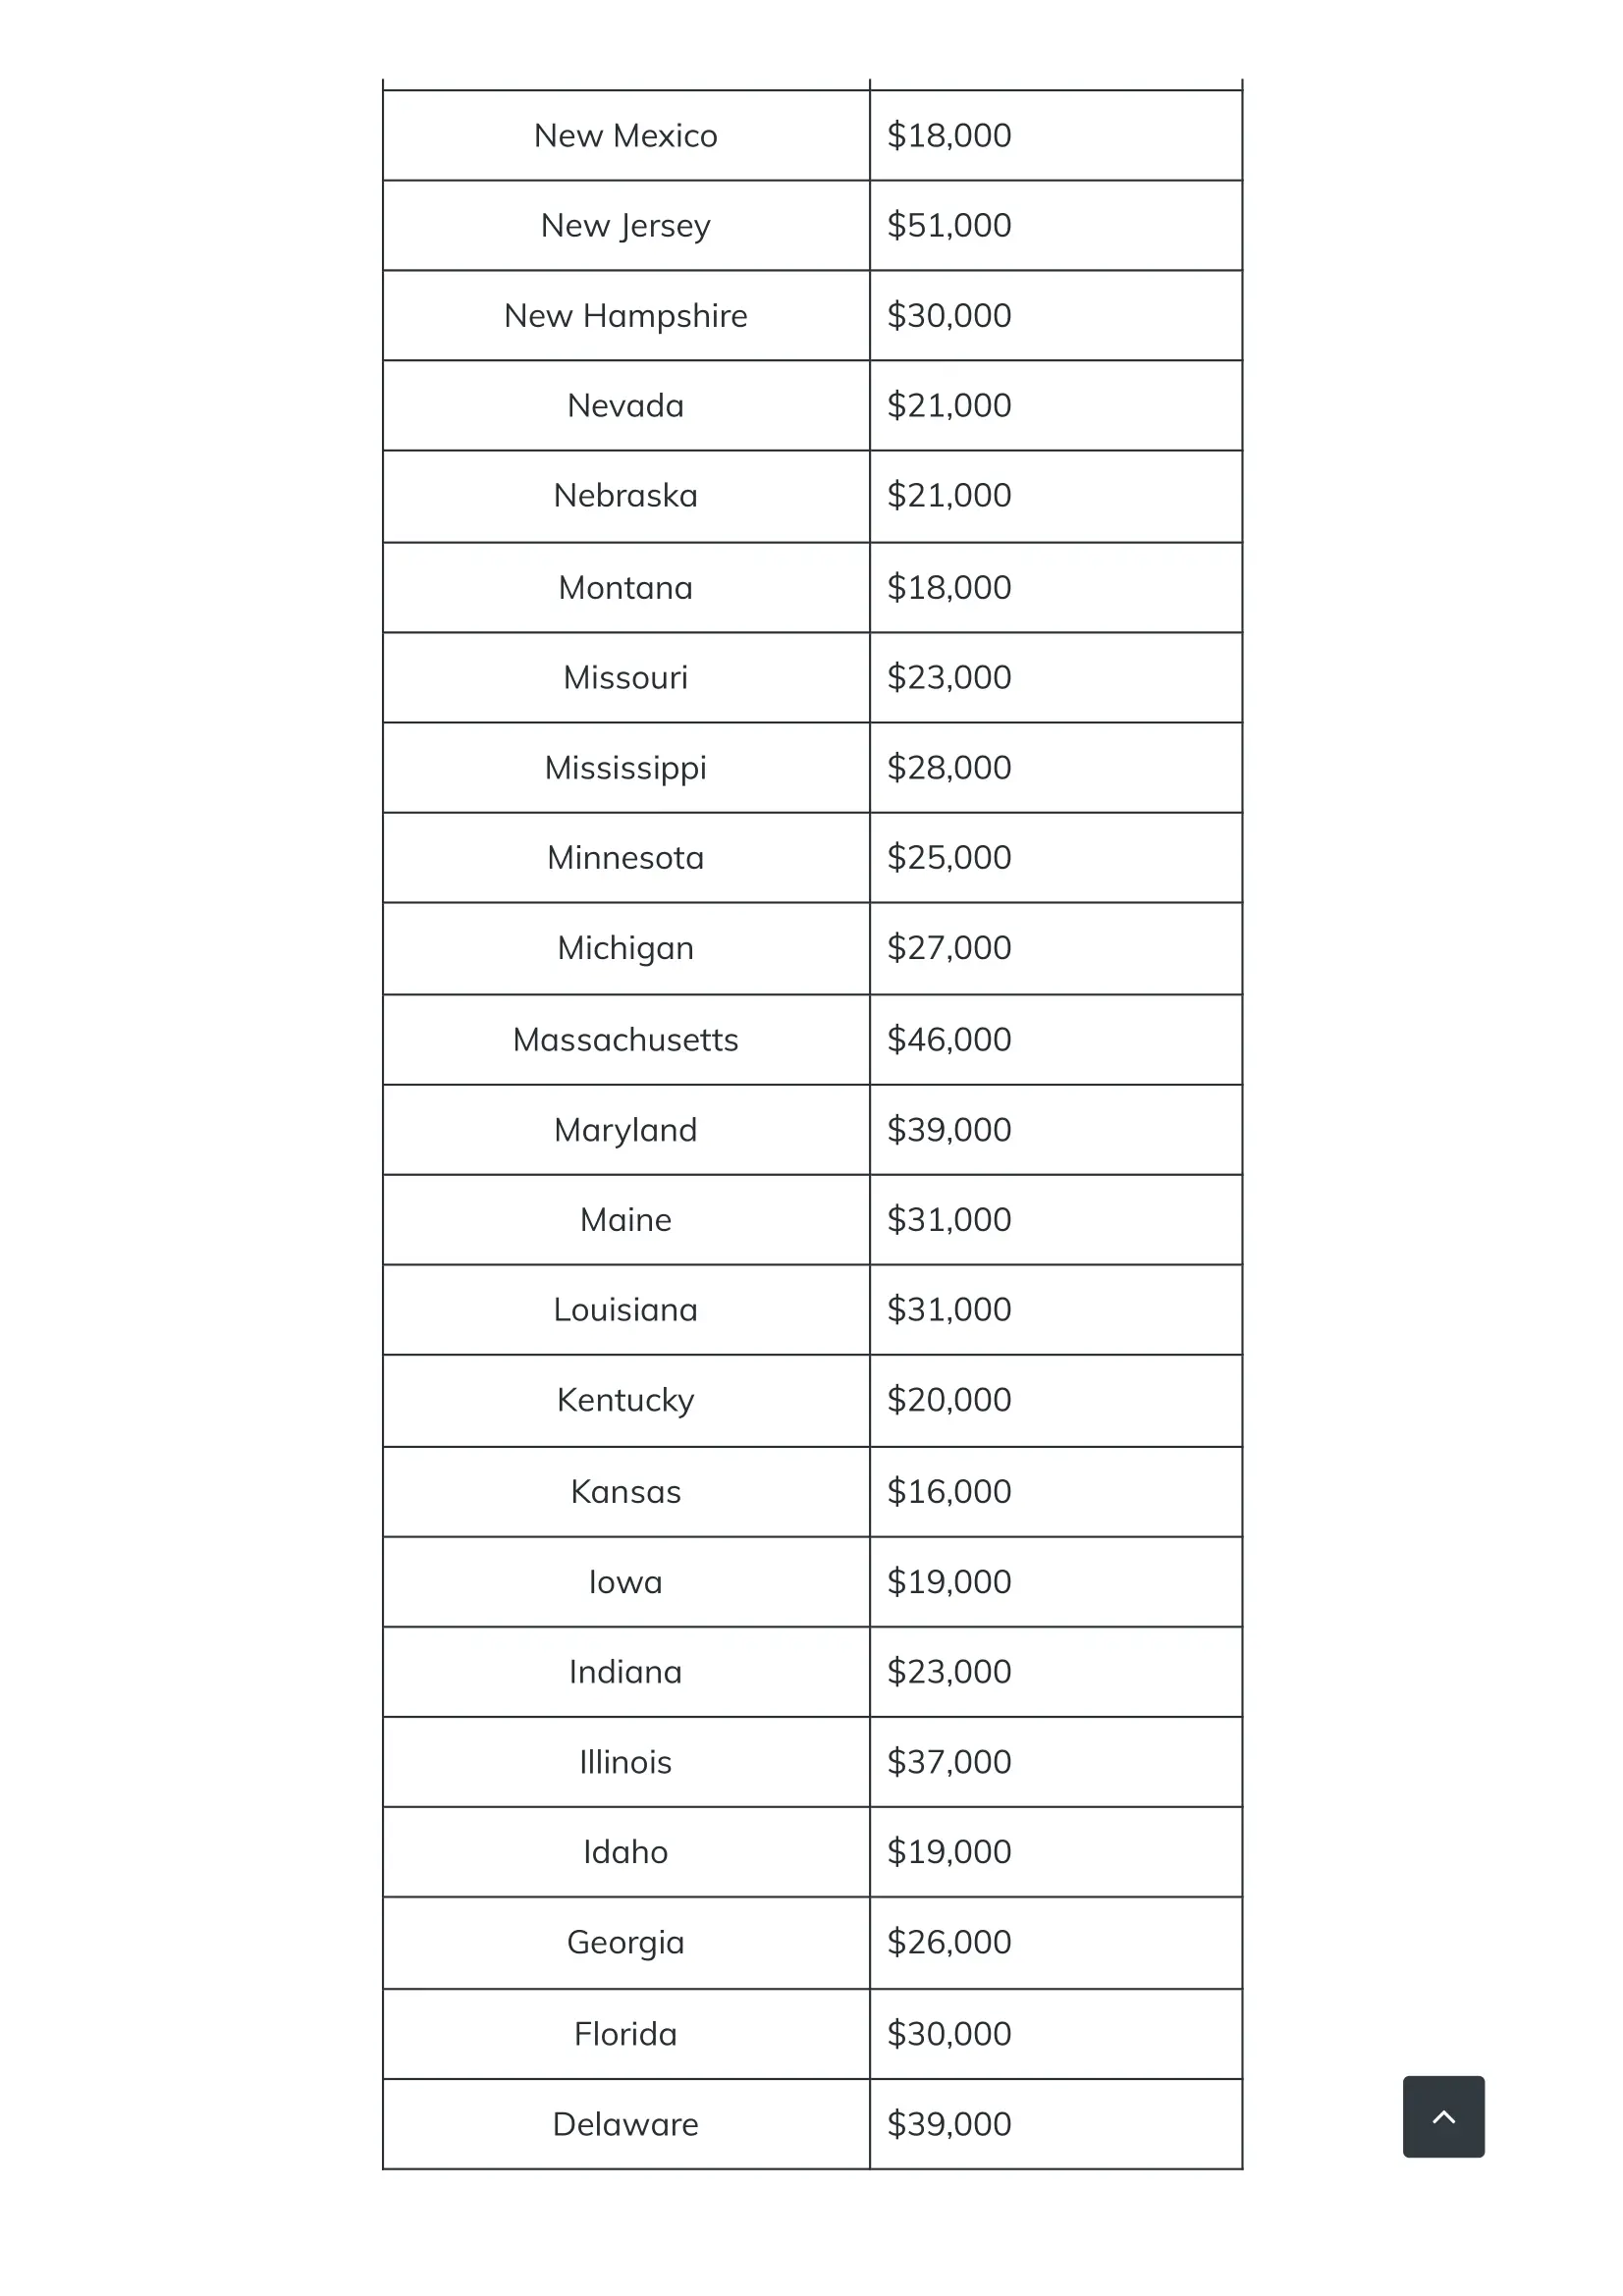 New Mexico $18,000
New Jersey $51,000
New Hampshire $30,000
Nevada $21,000
Nebraska $21,000
Montana $18,000
Missouri $23,000
Mississippi $28,000
Minnesota $25,000
Michigan $27,000
Massachusetts $46,000
Maryland $39,000
Maine $31,000
Louisiana $31,000
Kentucky $20,000
Kansas $16,000
Iowa $19,000
Indiana $23,000
Illinois $37,000
Idaho $19,000
Georgia $26,000
Florida $30,000
Delaware $39,000